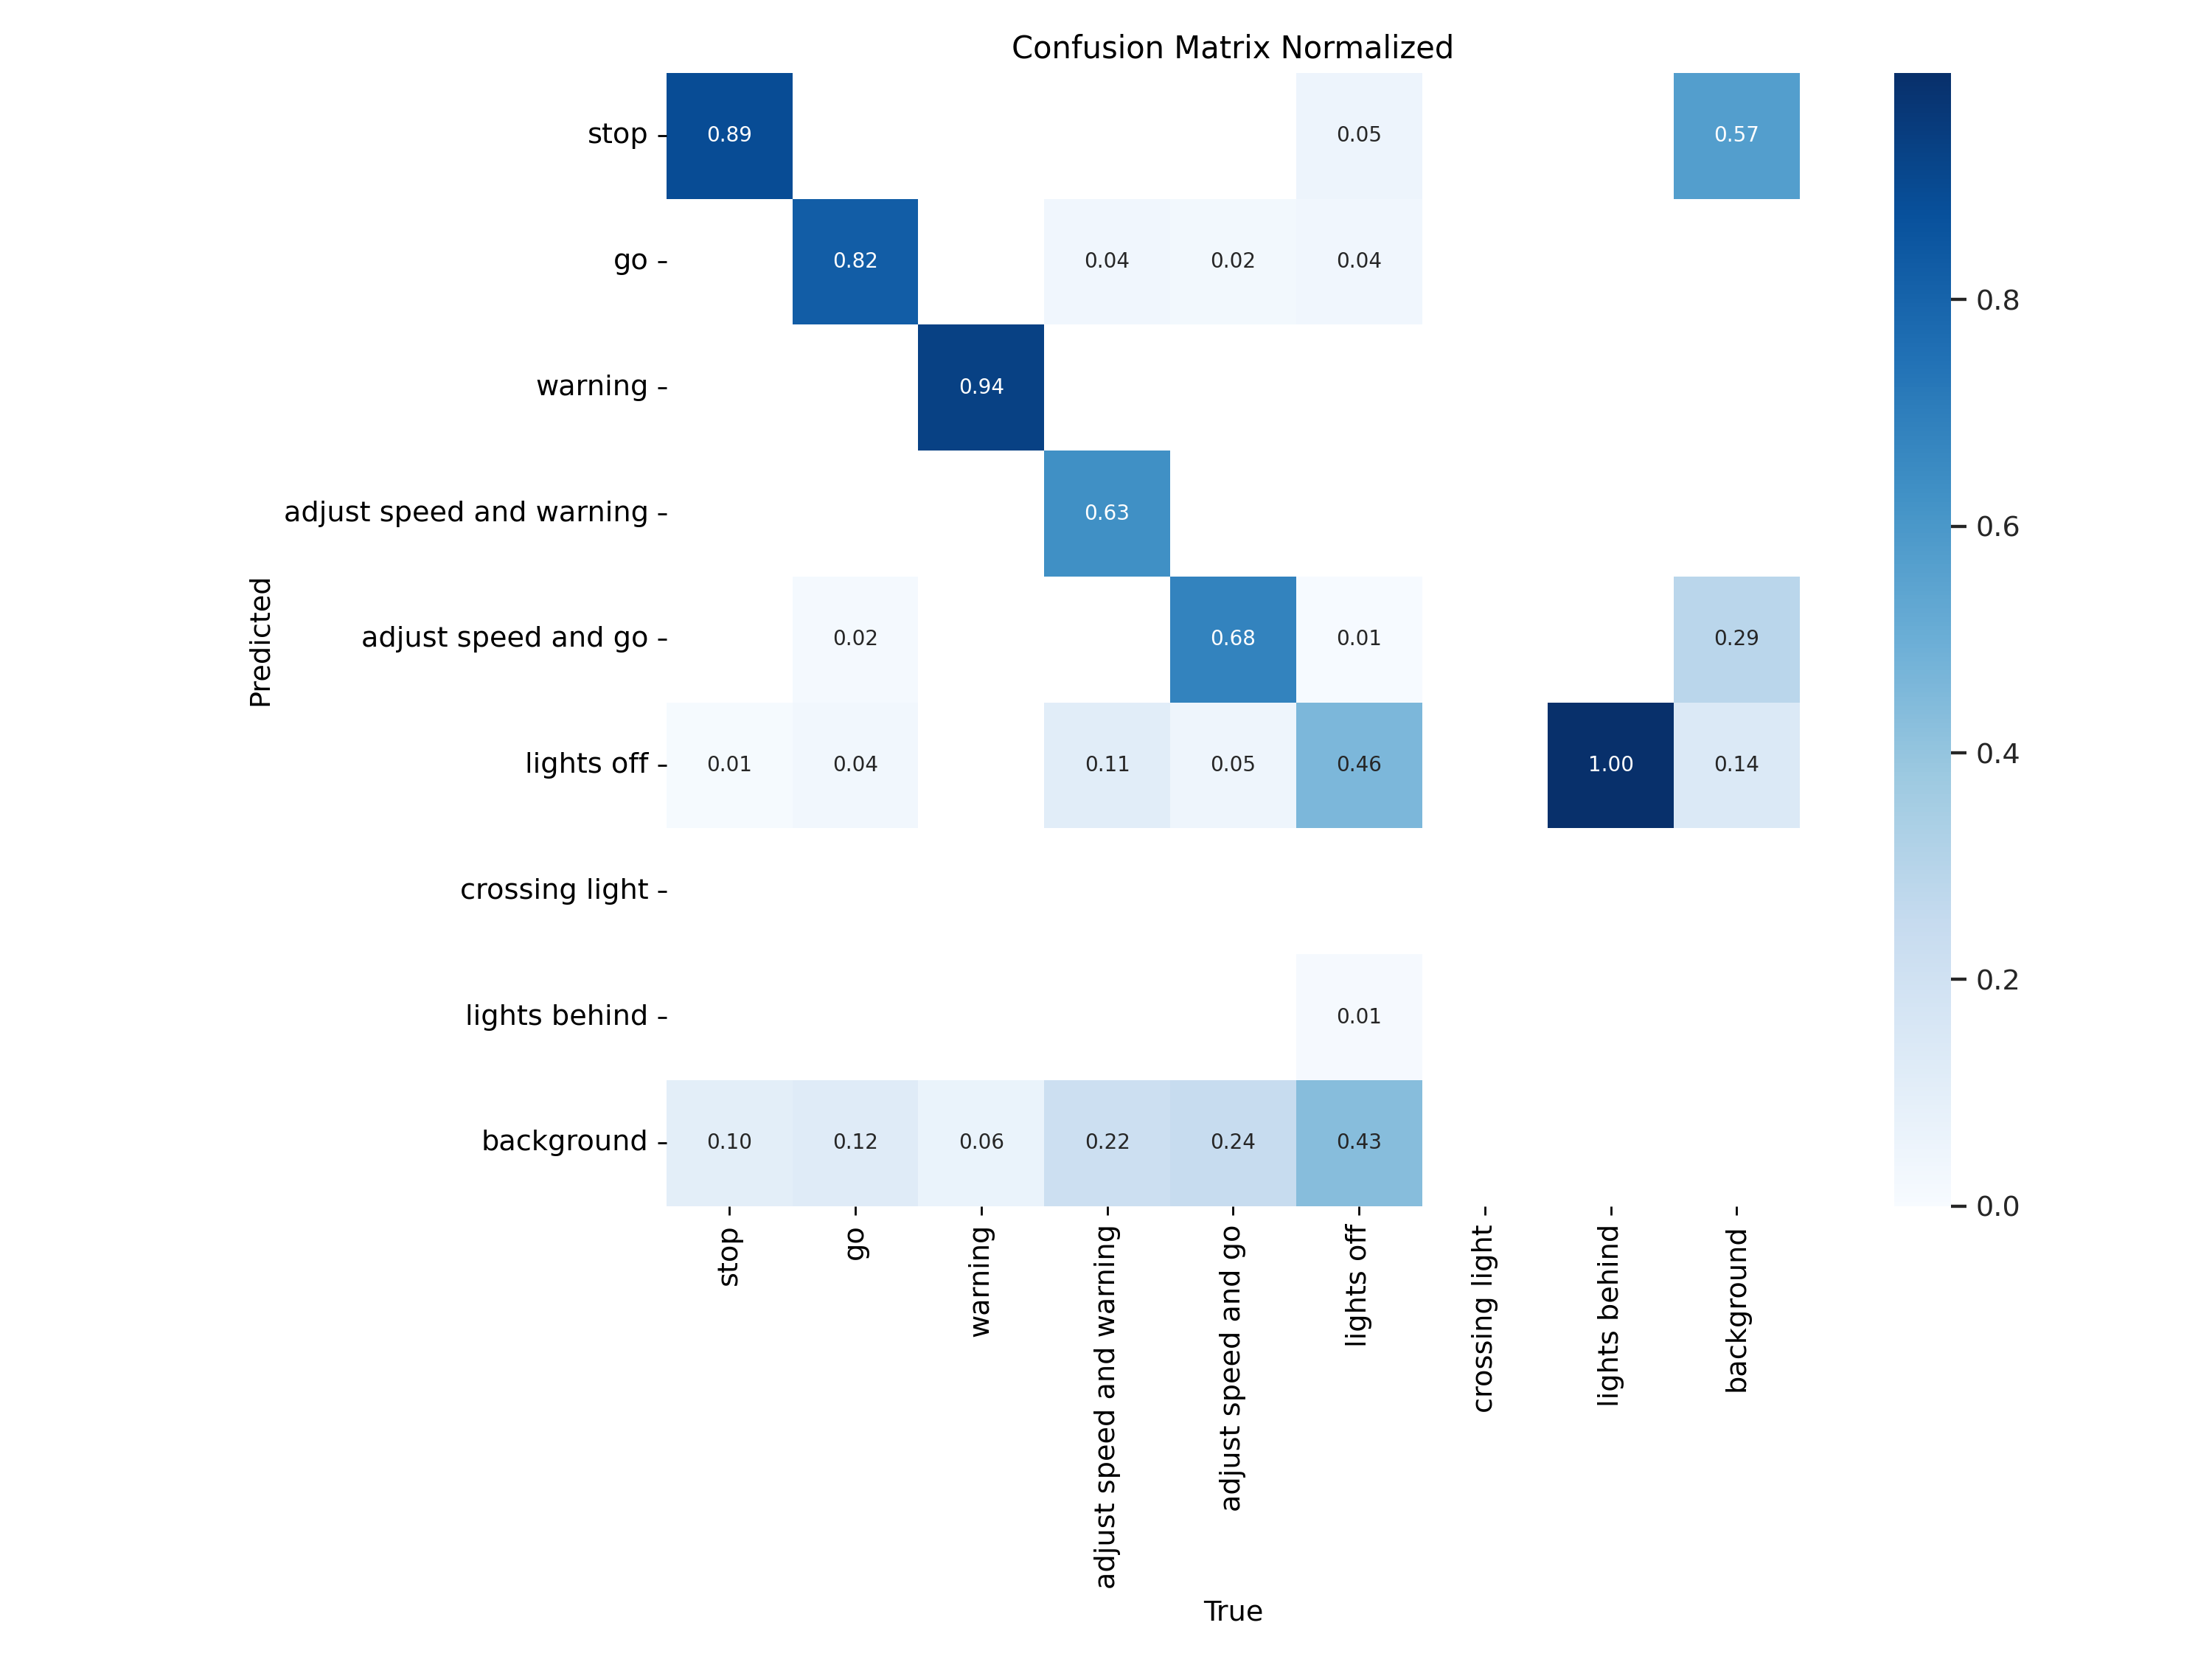 Confusion Matrix Normalized
stop
0.89
0.05
0.57
go
0.82
0.04
0.02
0.04
warning
0.94
adjust speed and warning
0.63
adjust speed and go
0.02
0.68
0.01
0.29
lights off
0.01
0.04
0.11
0.05
0.46
1.00
0.14
crossing light
lights behind
0.01
background
0.10
0.12
0.06
0.22
0.24
0.43
Predicted
stop
go
warning
adjust speed and warning
adjust speed and go
lights off
crossing light
lights behind
background
True
0.8
0.6
0.4
0.2
0.0